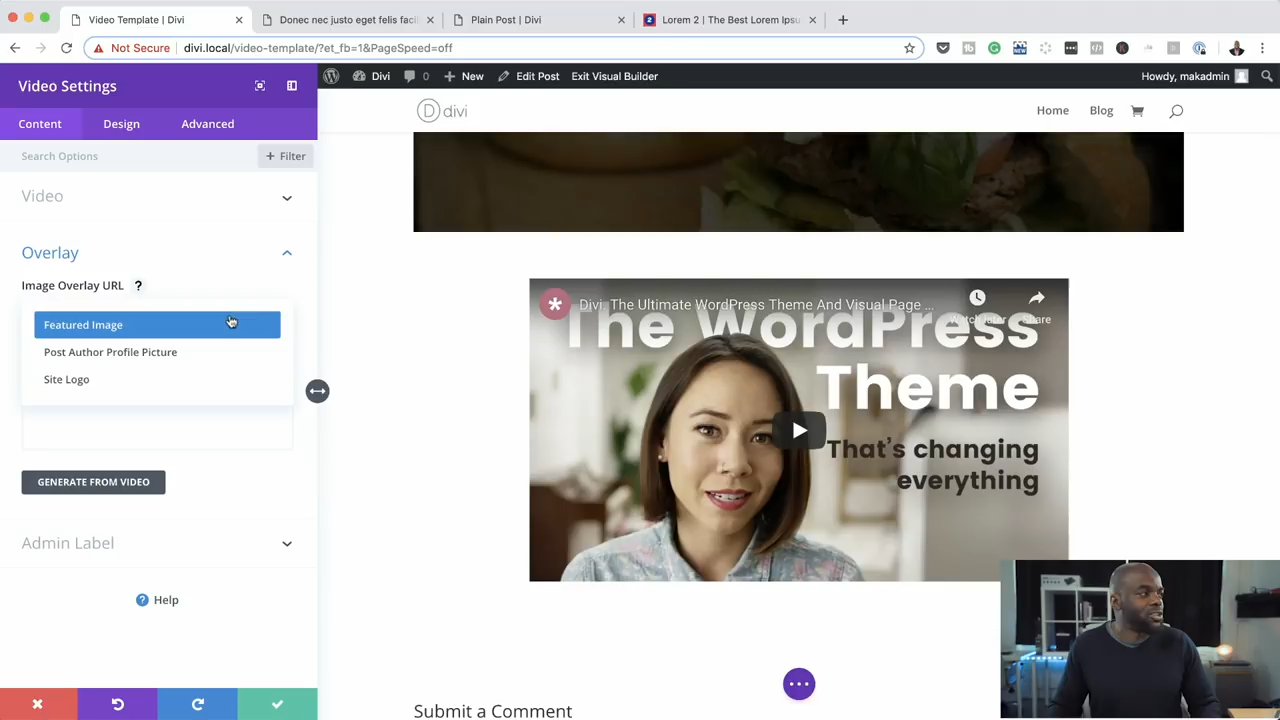 Video Template | Divi
Donec nec justo eget felis facil
Plain Post | Divi
Lorem 2 | The Best Lorem Ipsu
Not Secure
divi.local/video-template/?et_fb=1&PageSpeed=off
Video Settings
Divi
0
New
Edit Post
Exit Visual Builder
Howdy, makadmin
Content
Design
Advanced
divi
Home
Blog
Search Options
+ Filter
Video
Overlay
Image Overlay URL ?
Featured Image
Post Author Profile Picture
Site Logo
GENERATE FROM VIDEO
Admin Label
? Help
Divi. The Ultimate WordPress Theme And Visual Page ...
Watch later
Share
The WordPress
Theme
That's changing
everything
Submit a Comment